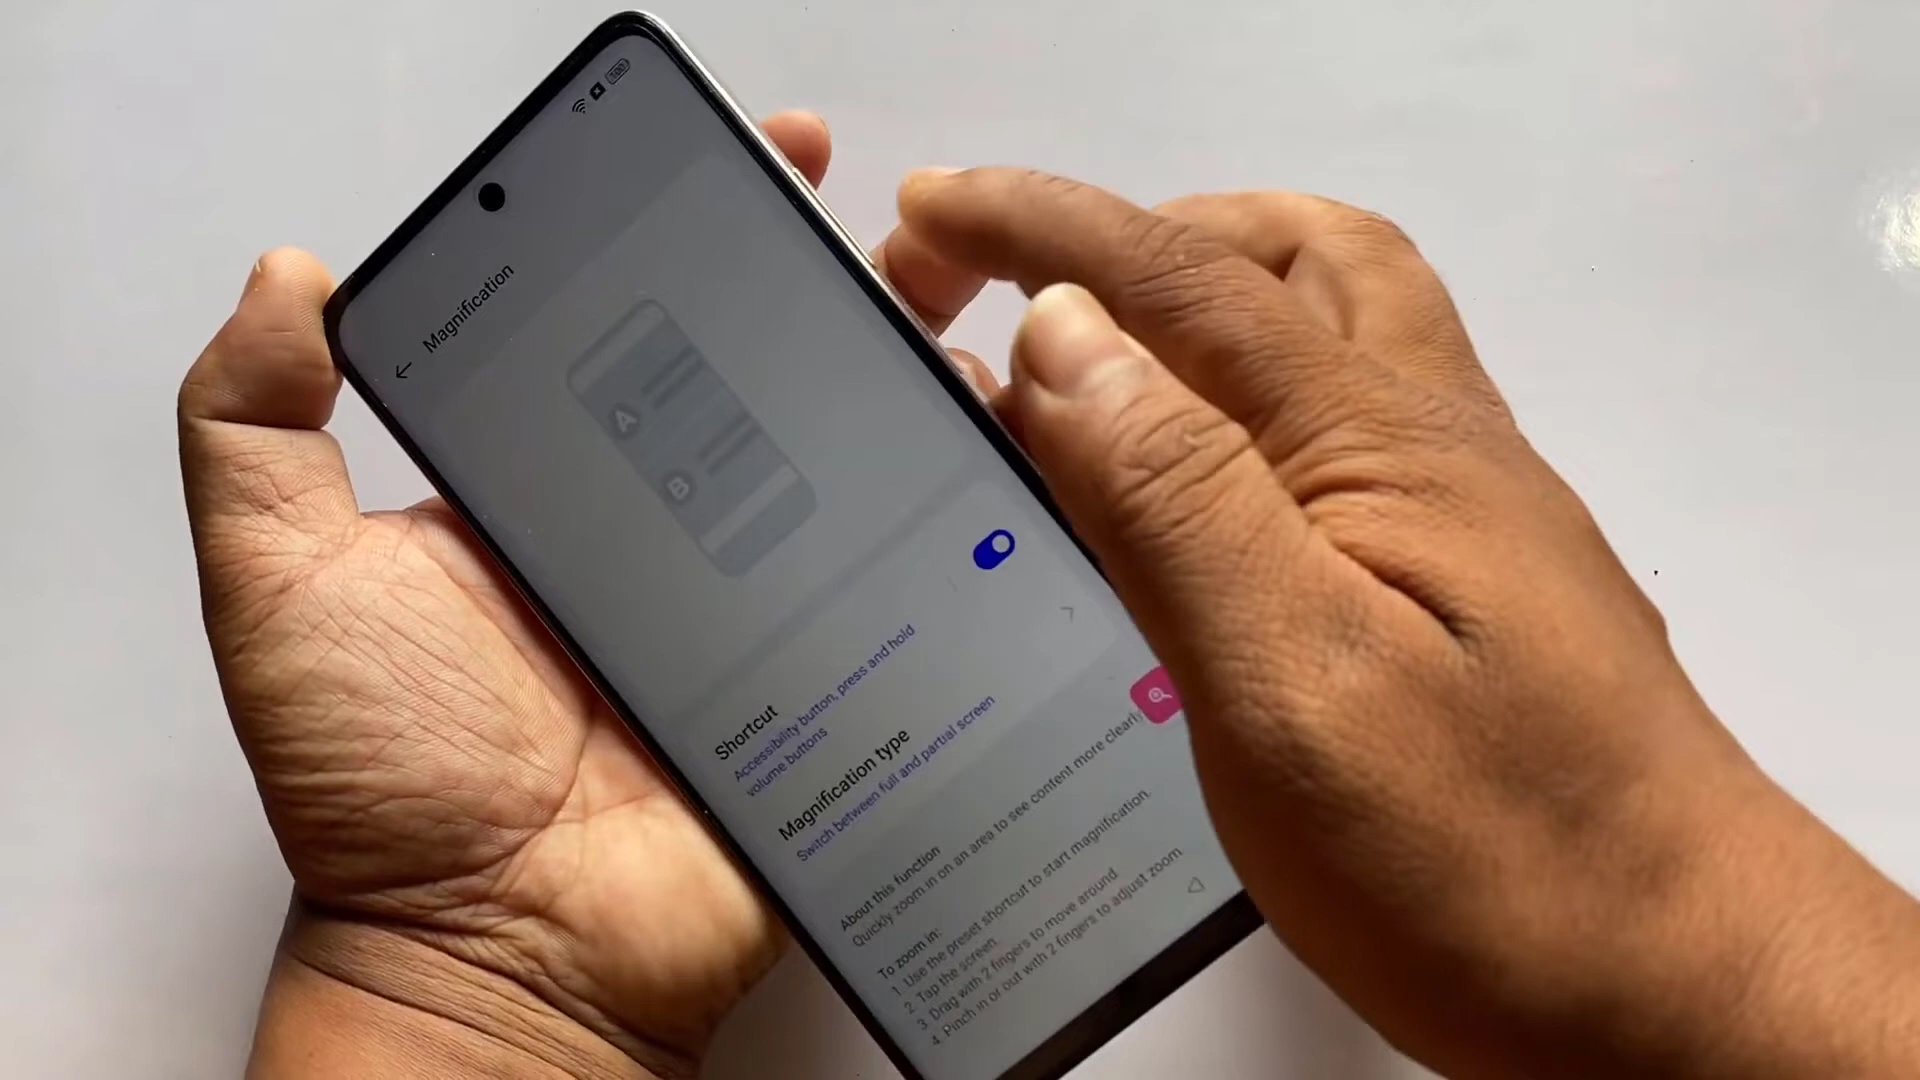 100
Magnification
A
B
Shortcut
Accessibility button, press and hold
volume buttons
Magnification type
Switch between full and partial screen
About this function
Quickly zoom in on an area to see content more clearly
To zoom in:
1. Use the preset shortcut to start magnification.
2. Tap the screen.
3. Drag with 2 fingers to move around
4. Pinch in or out with 2 fingers to adjust zoom